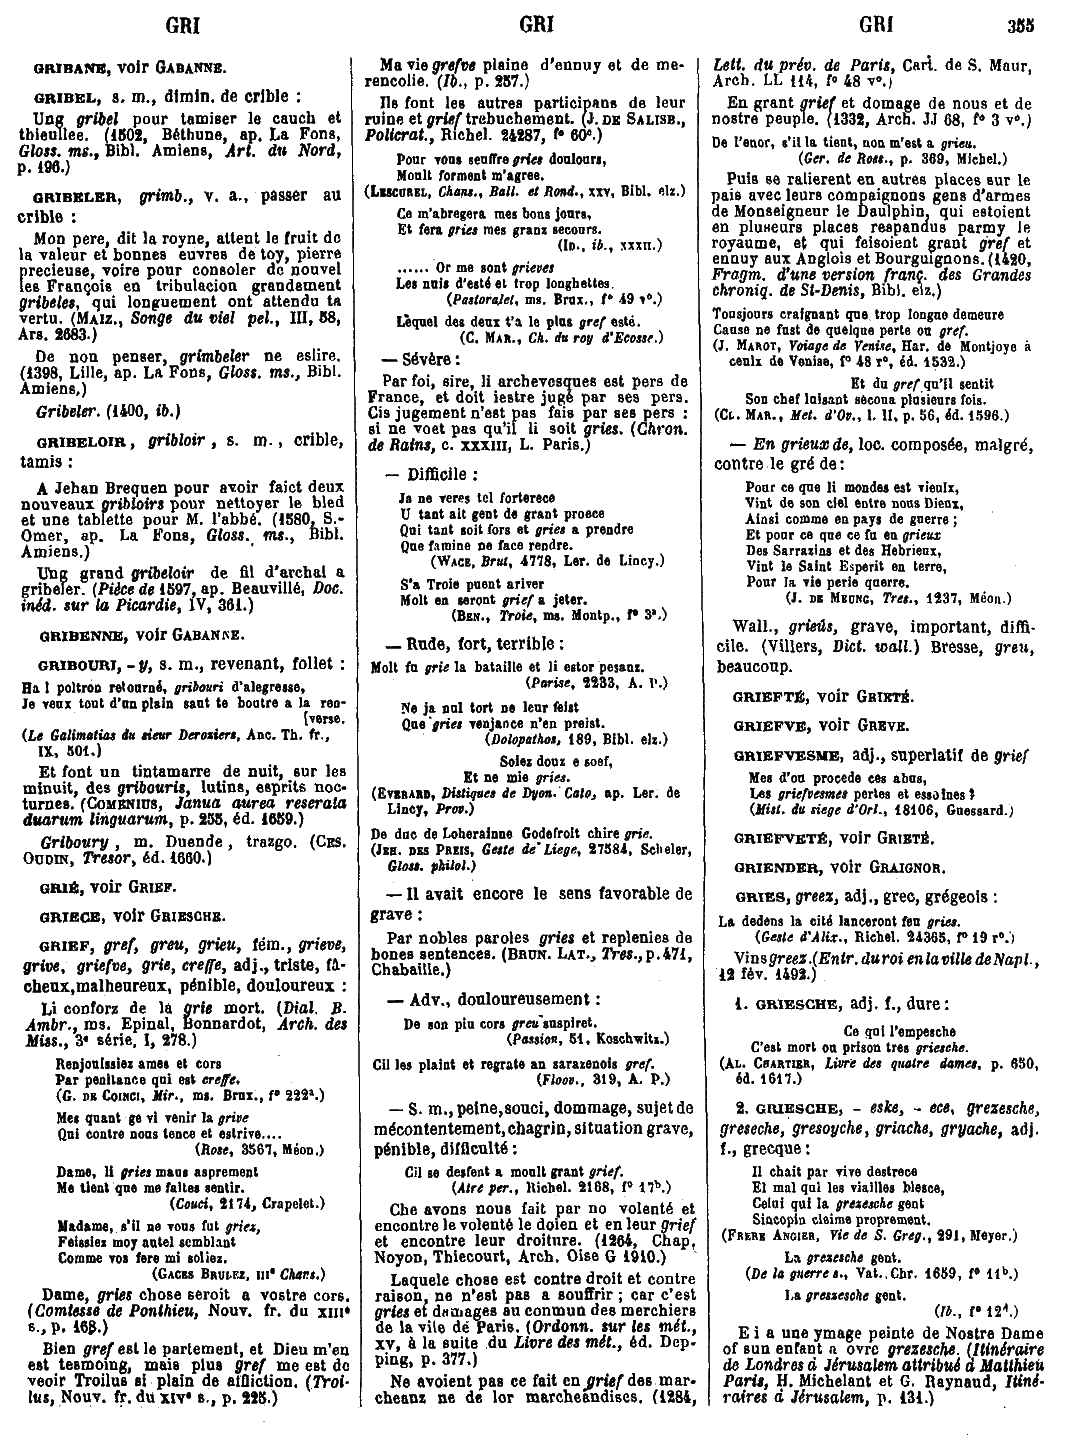 GRI
GRI
GRI
355
GRIBANE, voir GABANNE.
GRIBEL, s. m., dimin. de crible :
Ung gribel pour tamiser le cauch et
thieullee. (1502, Béthune, ap. La Fons,
Gloss. ms., Bibl. Amiens, Art. du Nord,
p. 196.)
GRIBELER, grimb., v. a., passer au
crible :
Mon pere, dit la royne, attent le fruit de
la valeur et bonnes euvres de toy, pierre
precieuse, voire pour consoler de nouvel
les François en tribulacion grandement
gribeles, qui longuement ont attendu ta
vertu. (MAIZ., Songe du viel pel., III, 58,
Ars. 2683.)
De non penser, grimbeler ne eslire.
(1398, Lille, ap. La Fons, Gloss. ms., Bibl.
Amiens.)
Gribeler. (1400, ib.)
GRIBELOIR, gribloir, s. m., crible,
tamis :
A Jehan Brequen pour avoir faict deux
nouveaux gribloirs pour nettoyer le bled
et une tablette pour M. l'abbé. (1580, S.-
Omer, ap. La Fons, Gloss. ms., Bibl.
Amiens.)
Ung grand gribeloir de fil d'archal a
gribeler. (Pièce de 1597, ap. Beauvillé, Doc.
inéd. sur la Picardie, IV, 361.)
GRIBENNE, voir GABANNE.
GRIBOURI, -y, s. m., revenant, follet :
Ha ! poltron retourné, gribouri d'alegresse,
Je veux tout d'un plain saut te boutre a la ren-
[verse.
(Le Galimatias du sieur Deroziers, Anc. Th. fr.,
IX, 501.)
Et font un tintamarre de nuit, sur les
minuit, des gribouris, lutins, esprits noc-
turnes. (COMENIUS, Janua aurea reserata
duarum linguarum, p. 255, éd. 1659.)
Griboury, m. Duende, trazgo. (CES.
OUDIN, Tresor, éd. 1660.)
GRIÉ, voir GRIEF.
GRIECE, voir GRIESCHE.
GRIEF, gref, greu, grieu, fém., grieve,
grive, griefve, grie, creffe, adj., triste, fâ-
cheux, malheureux, pénible, douloureux :
Li conforz de la grie mort. (Dial. B.
Ambr., ms. Epinal, Bonnardot, Arch. des
Miss., 3e série, I, 278.)
Renjouissiez ames et cors
Par penitance qui est creffe.
(G. DE COINCI, Mir., ms. Brux., fo 222a.)
Mes quant ge vi venir la grive
Qui contre nous tence et estrive....
(Rose, 3567, Méon.)
Dame, li gries maus asprement
Me tient que me faites sentir.
(Couci, 2174, Crapelet.)
Madame, s'il ne vous fut griez,
Feissiez moy autel semblant
Comme vos fere mi soliez.
(GACES BRULEZ, IIIe Chans.)
Dame, gries chose seroit a vostre cors.
(Comtesse de Ponthieu, Nouv. fr. du XIIIe
s., p. 168.)
Bien gref est le partement, et Dieu m'en
est tesmoing, mais plus gref me est de
veoir Troilus si plain de afliction. (Troi-
lus, Nouv. fr. du XIVe s., p. 225.)
Ma vie grefve plaine d'ennuy et de me-
rencolie. (Ib., p. 257.)
Ils font les autres participans de leur
ruine et grief trebuchement. (J. DE SALISB.,
Policrat., Richel. 24287, fo 60c.)
Pour vous seuffre gries doulours,
Moult forment m'agree.
(LESCUREL, Chans., Ball. et Rond., XXV, Bibl. elz.)
Ce m'abregera mes bons jours,
Et fera gries mes granz secours.
(ID., ib., XXXII.)
...... Or me sont grieves
Les nuis d'esté et trop longhettes.
(Pastoralet, ms. Brux., fo 49 vo.)
Lequel des deux t'a le plus gref esté.
(C. MAR., Ch. du roy d'Ecosse.)
— Sévère :
Par foi, sire, li archevesques est pers de
France, et doit iestre jugé par ses pers.
Cis jugement n'est pas fais par ses pers :
si ne voet pas qu'il li soit gries. (Chron.
de Rains, c. XXXIII, L. Paris.)
— Difficile :
Ja ne veres tel forterece
U tant ait gent de grant proece
Qui tant soit fors et gries a prendre
Que famine ne face rendre.
(WACE, Brut, 4778, Ler. de Lincy.)
S'a Troie puent ariver
Molt en seront grief a jeter.
(BEN., Troie, ms. Montp., fo 3a.)
— Rude, fort, terrible :
Molt fu grie la bataille et li estor pesanz.
(Parise, 2233, A. P.)
Ne ja nul tort ne leur feist
Que gries venjance n'en preist.
(Dolopathos, 189, Bibl. elz.)
Soiez douz e soef,
Et ne mie gries.
(EVERARD, Distiques de Dyon. Cato, ap. Ler. de
Lincy, Prov.)
De duc de Loherainne Godefroit chire grie.
(JEH. DES PREIS, Geste de Liege, 27584, Scheler,
Gloss. philol.)
— Il avait encore le sens favorable de
grave :
Par nobles paroles gries et replenies de
bones sentences. (BRUN. LAT., Tres., p. 471,
Chabaille.)
— Adv., douloureusement :
De son piu cors greu suspiret.
(Passion, 51, Koschwitz.)
Cil les plaint et regrate an sarazenois gref.
(Floov., 319, A. P.)
— S. m., peine, souci, dommage, sujet de
mécontentement, chagrin, situation grave,
pénible, difficulté :
Cil se desfent a moult grant grief.
(Atre per., Richel. 2168, fo 17b.)
Che avons nous fait par no volenté et
encontre le volenté le doien et en leur grief
et encontre leur droiture. (1264, Chap.
Noyon, Thiecourt, Arch. Oise G 1910.)
Laquele chose est contre droit et contre
raison, ne n'est pas a souffrir ; car c'est
gries et damages au conmun des merchiers
de la vile de Paris. (Ordonn. sur les mét.,
XV, à la suite du Livre des mét., éd. Dep-
ping, p. 377.)
Ne avoient pas ce fait en grief des mar-
cheanz ne de lor marcheandises. (1284,
Lett. du prév. de Paris, Cart. de S. Maur,
Arch. LL 114, fo 48 vo.)
En grant grief et domage de nous et de
nostre peuple. (1332, Arch. JJ 68, fo 3 vo.)
De l'enor, s'il la tient, non m'est a grieu.
(Ger. de Ross., p. 369, Michel.)
Puis se ralierent en autres places sur le
païs avec leurs compaignons gens d'armes
de Monseigneur le Daulphin, qui estoient
en pluseurs places reaspandus parmy le
royaume, et qui feisoient grant gref et
ennuy aux Anglois et Bourguignons. (1420,
Fragm. d'une version franç. des Grandes
chroniq. de St-Denis, Bibl. elz.)
Tousjours craignant que trop longue demeure
Cause ne fust de quelque perte ou gref.
(J. MAROT, Voiage de Venise, Har. de Montjoye à
ceulx de Venise, fo 48 ro, éd. 1532.)
Et du gref qu'il sentit
Son chef luisant secoua plusieurs fois.
(CL. MAR., Met. d'Ov., l. II, p. 56, éd. 1596.)
— En grieux de, loc. composée, malgré,
contre le gré de :
Pour ce que li mondes est vieulx,
Vint de son ciel entre nous Dieux,
Ainsi comme en pays de guerre ;
Et pour ce que ce fu en grieux
Des Sarrazins et des Hebrieux,
Vint le Saint Esperit en terre,
Pour la vie perie querre.
(J. DE MEUNG, Tres., 1237, Méon.)
Wall., grieûs, grave, important, diffi-
cile. (Villers, Dict. wall.) Bresse, greu,
beaucoup.
GRIEFTÉ, voir GRIETÉ.
GRIEFVE, voir GREVE.
GRIEFVESME, adj., superlatif de grief
Mes d'ou procede ces abus,
Les griefvesmes pertes et essoines ?
(Mist. du siege d'Orl., 18106, Guessard.)
GRIEFVETÉ, voir GRIETÉ.
GRIENDER, voir GRAIGNOR.
GRIES, greez, adj., grec, grégeois :
La dedens la cité lanceront feu gries.
(Geste d'Alix., Richel. 24365, fo 19 ro.)
Vins greez. (Entr. du roi en la ville de Napl.,
12 fév. 1492.)
1. GRIESCHE, adj. f., dure :
Ce qui l'empesche
C'est mort ou prison tres griesche.
(AL. CHARTIER, Livre des quatre dames, p. 650,
éd. 1617.)
2. GRIESCHE, - eske, - ece, grezesche,
greseche, gresoyche, griache, gryache, adj.
f., grecque :
Il chait par vive destrece
El mal qui les viailles blesce,
Celui qui la grezesche gent
Sincopin claime proprement.
(FRERE ANGIER, Vie de S. Greg., 291, Meyer.)
La grezesche gent.
(De la guerre s., Vat. Chr. 1659, fo 11b.)
La greszesche gent.
(Ib., fo 12d.)
E i a une ymage peinte de Nostre Dame
of sun enfant a ovre grezesche. (Itinéraire
de Londres à Jérusalem attribué à Matthieu
Paris, H. Michelant et G. Raynaud, Itiné-
raires à Jérusalem, p. 131.)